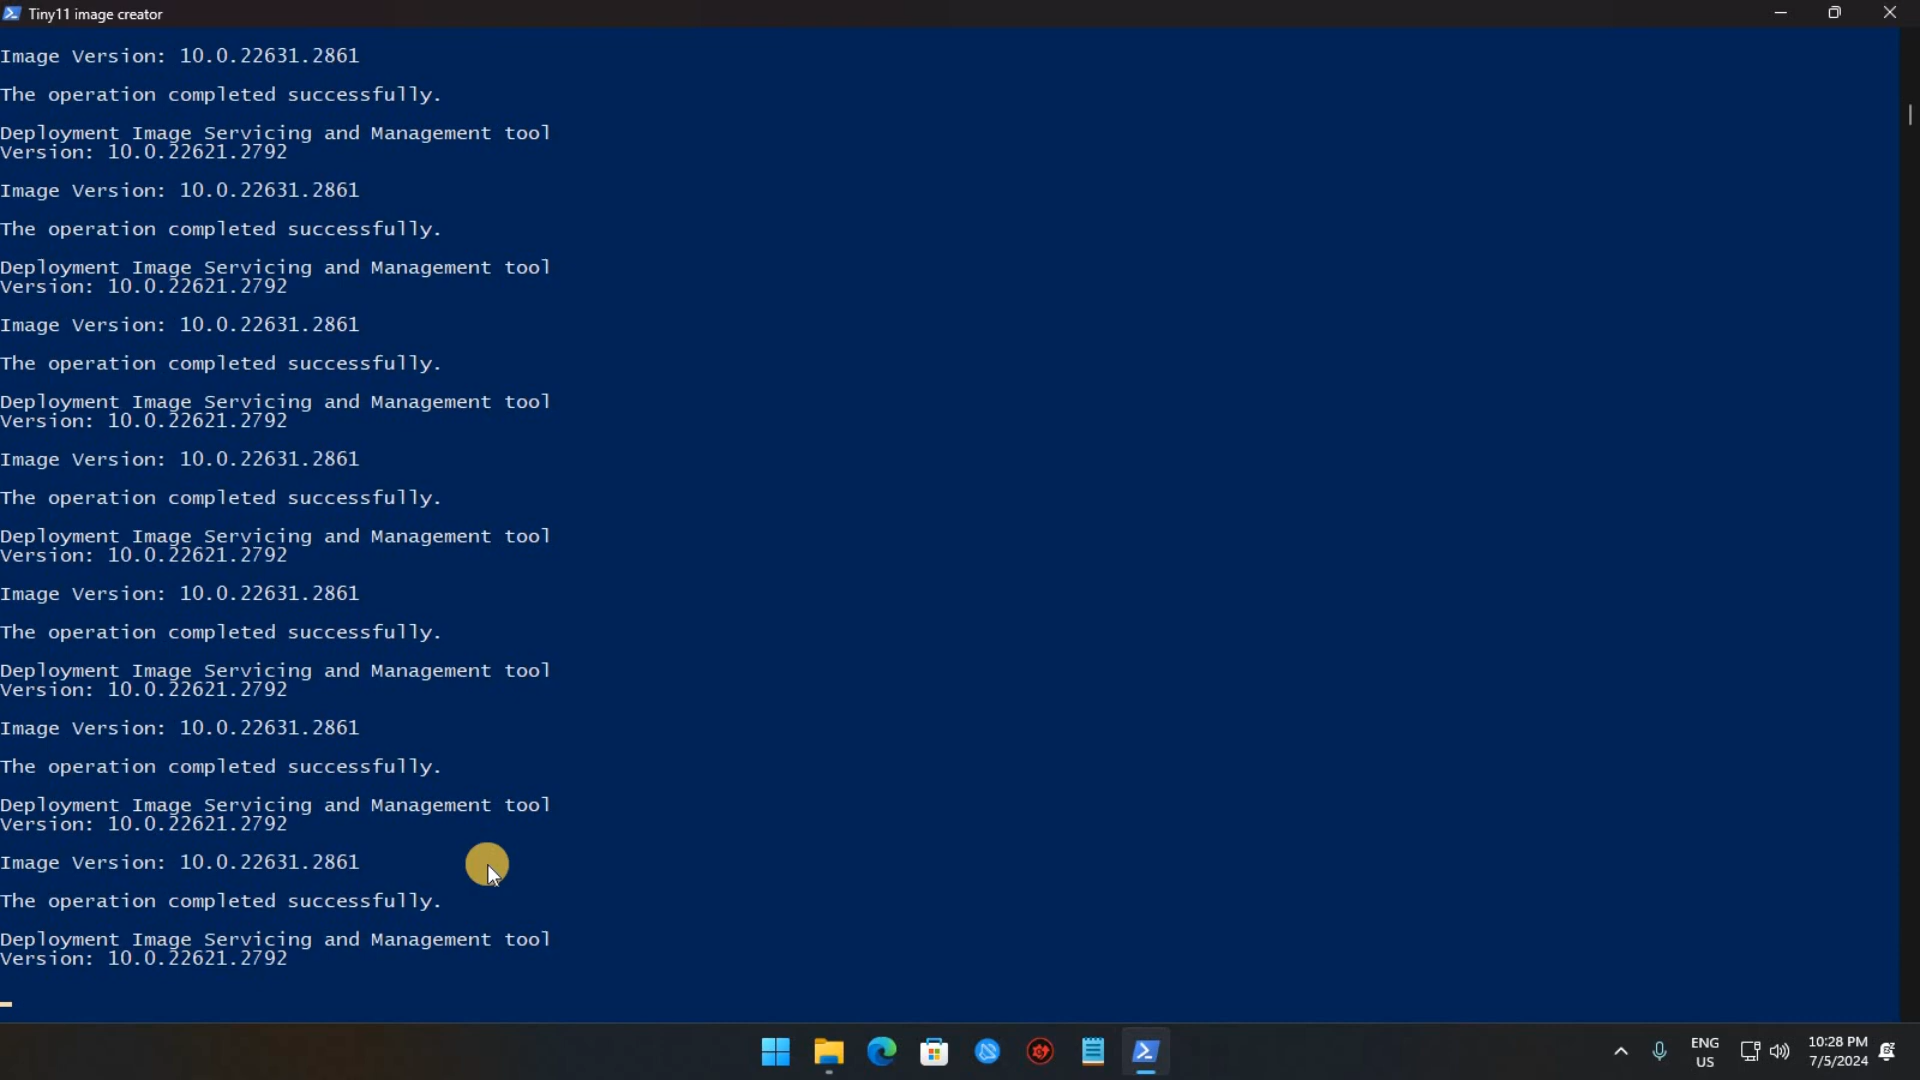 Tiny11 image creator
Image Version: 10.0.22631.2861
The operation completed successfully.
Deployment Image Servicing and Management tool
Version: 10.0.22621.2792
Image Version: 10.0.22631.2861
The operation completed successfully.
Deployment Image Servicing and Management tool
Version: 10.0.22621.2792
Image Version: 10.0.22631.2861
The operation completed successfully.
Deployment Image Servicing and Management tool
Version: 10.0.22621.2792
Image Version: 10.0.22631.2861
The operation completed successfully.
Deployment Image Servicing and Management tool
Version: 10.0.22621.2792
Image Version: 10.0.22631.2861
The operation completed successfully.
Deployment Image Servicing and Management tool
Version: 10.0.22621.2792
Image Version: 10.0.22631.2861
The operation completed successfully.
Deployment Image Servicing and Management tool
Version: 10.0.22621.2792
Image Version: 10.0.22631.2861
The operation completed successfully.
Deployment Image Servicing and Management tool
Version: 10.0.22621.2792
ENG
US
10:28 PM
7/5/2024